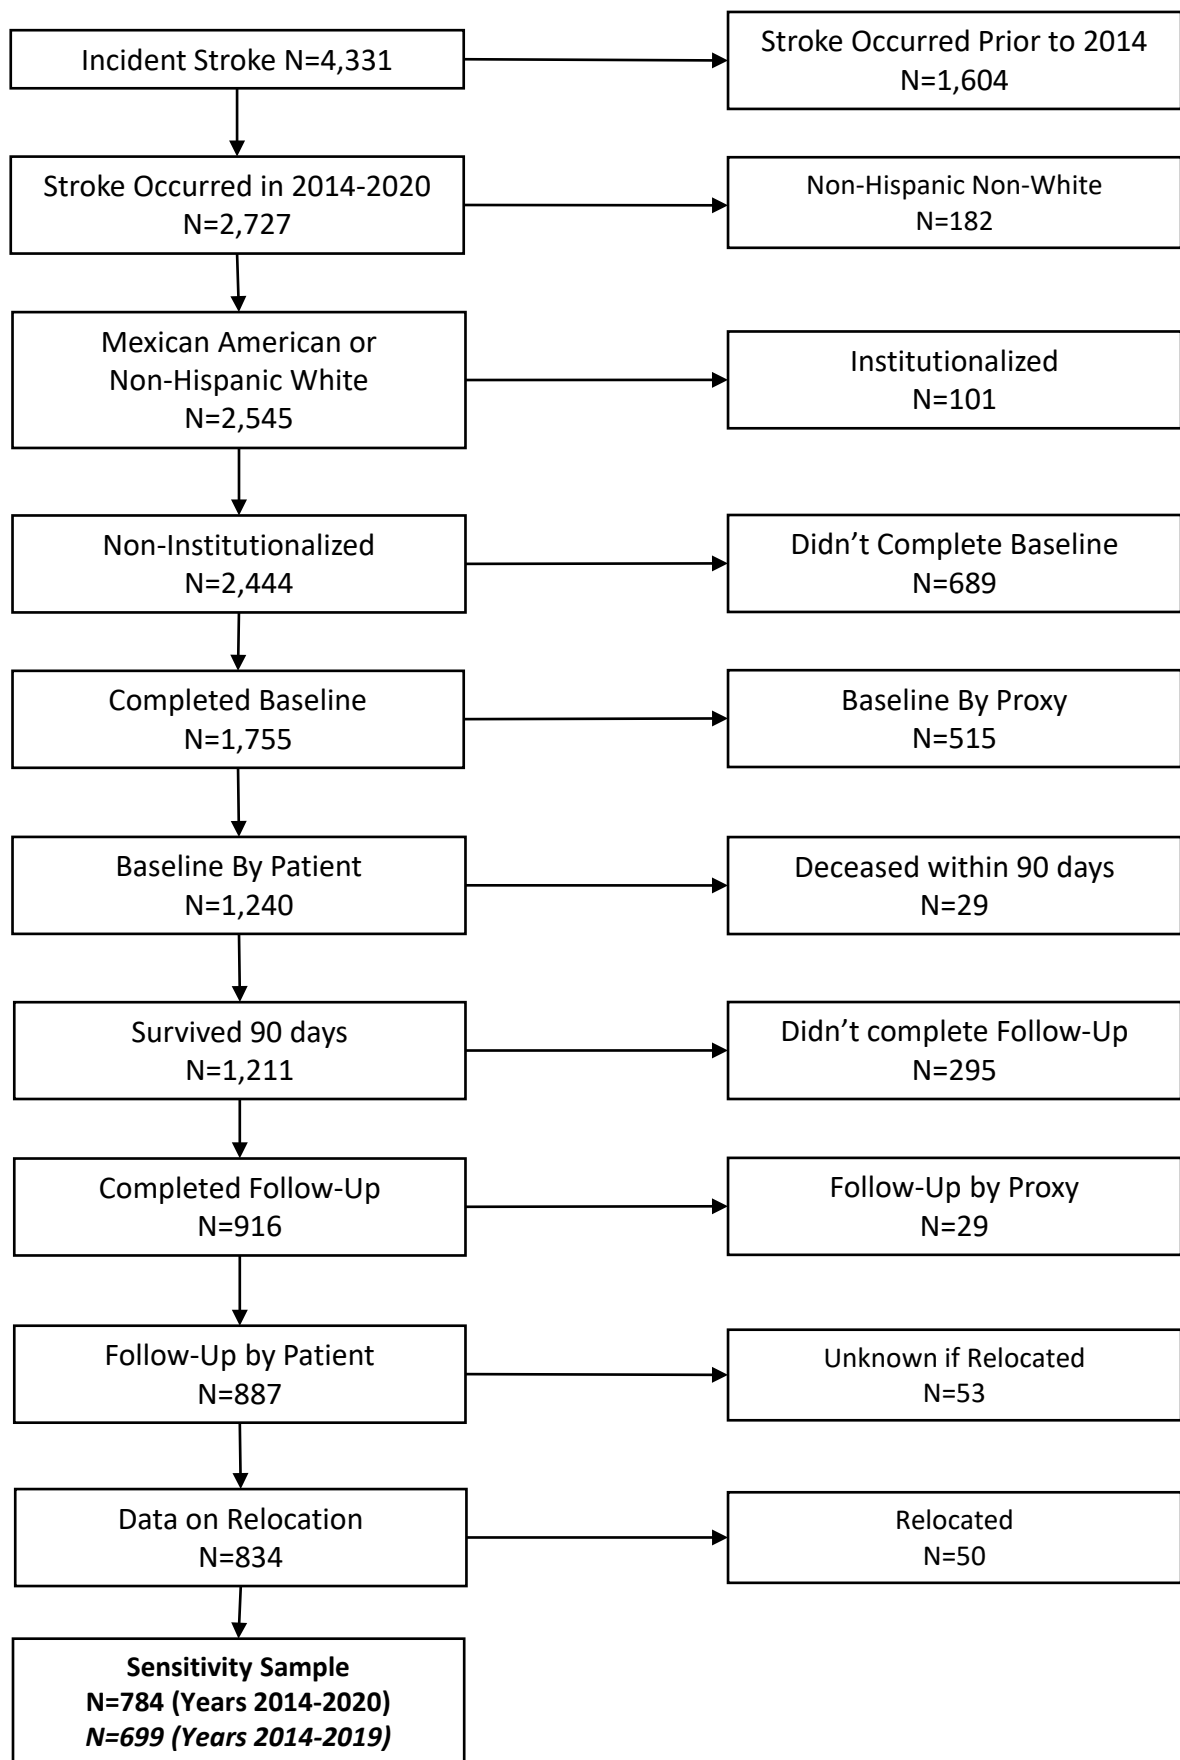 Incident Stroke N=4,331
Stroke Occurred Prior to 2014
N=1,604
Stroke Occurred in 2014-2020
N=2,727
Non-Hispanic Non-White
N=182
Mexican American or
Non-Hispanic White
N=2,545
Institutionalized
N=101
Non-Institutionalized
N=2,444
Didn’t Complete Baseline
N=689
Completed Baseline
N=1,755
Baseline By Proxy
N=515
Baseline By Patient
N=1,240
Deceased within 90 days
N=29
Survived 90 days
N=1,211
Didn’t complete Follow-Up
N=295
Completed Follow-Up
N=916
Follow-Up by Proxy
N=29
Follow-Up by Patient
N=887
Unknown if Relocated
N=53
Data on Relocation
N=834
Relocated
N=50
Sensitivity Sample
N=784 (Years 2014-2020)
N=699 (Years 2014-2019)